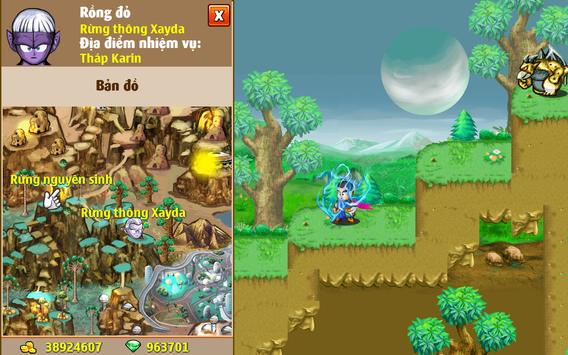 Rồng đỏ
Rừng thông Xayda
Địa điểm nhiệm vụ:
Tháp Karin
X
Bản đồ
Rừng nguyên sinh
Rừng thông Xayda
38924607
963701